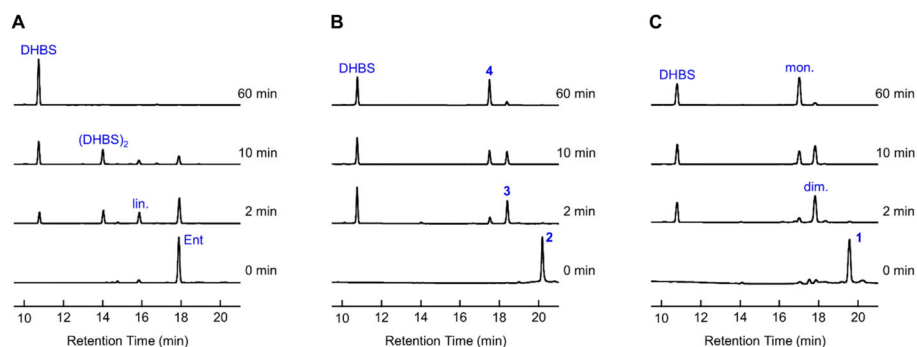 A
DHBS
60 min
(DHBS)2
10 min
lin.
2 min
Ent
0 min
10 12 14 16 18 20
Retention Time (min)
B
DHBS
4
60 min
10 min
3
2 min
2
0 min
10 12 14 16 18 20
Retention Time (min)
C
DHBS
mon.
60 min
10 min
dim.
2 min
1
0 min
10 12 14 16 18 20
Retention Time (min)